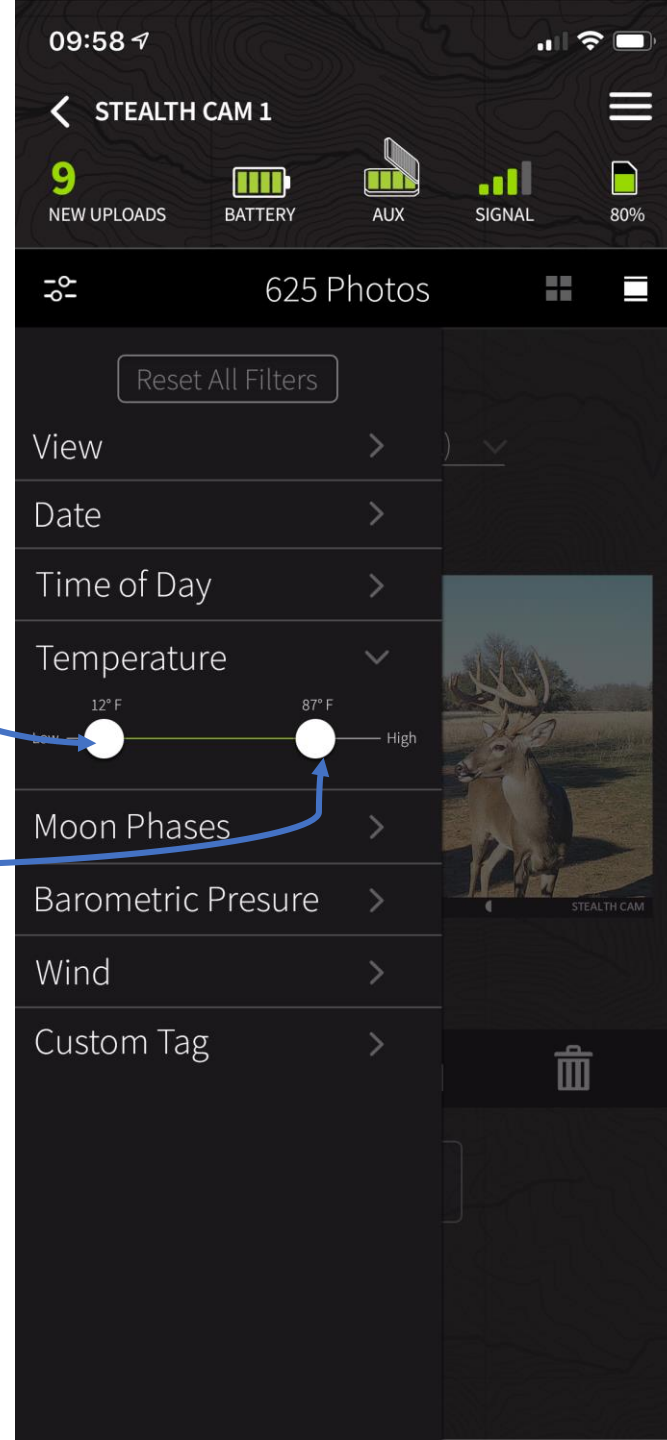 09:58
STEALTH CAM 1
9
NEW UPLOADS
BATTERY
AUX
SIGNAL
80%
625 Photos
Reset All Filters
View
)
Date
Time of Day
Temperature
12° F
87° F
Low
High
Moon Phases
Barometric Presure
STEALTH CAM
Wind
Custom Tag